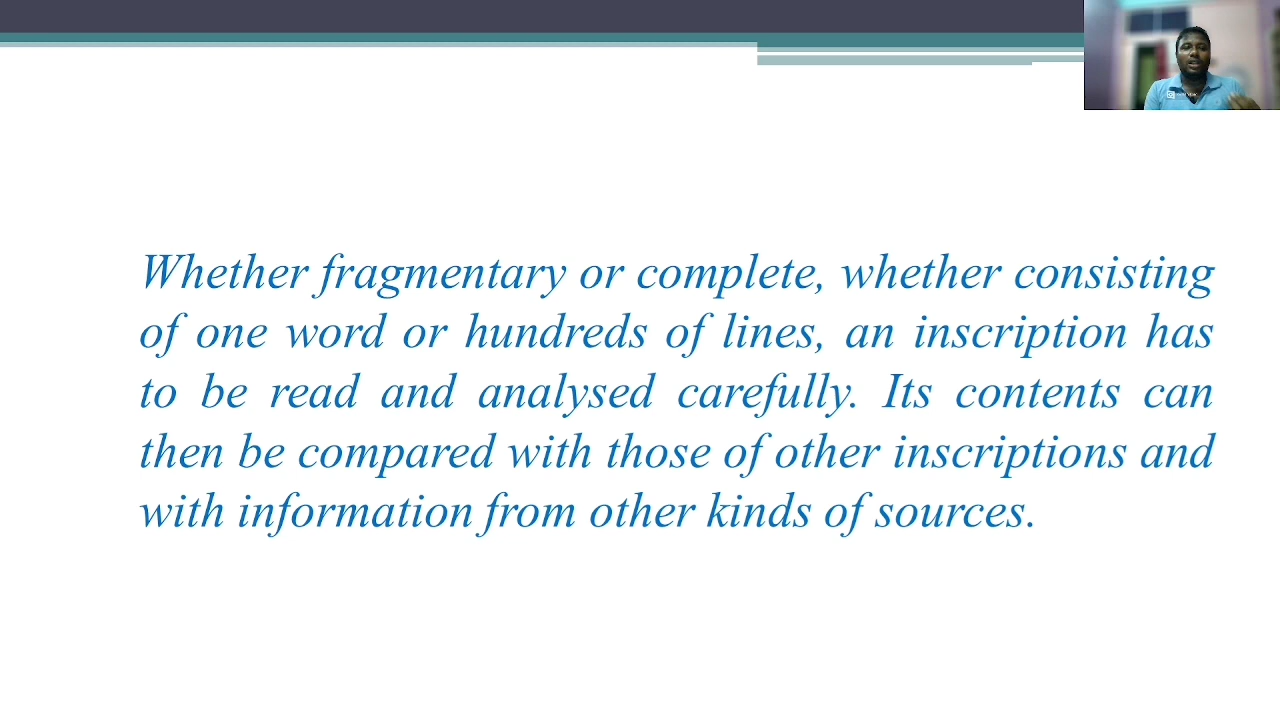 Whether fragmentary or complete, whether consisting
of one word or hundreds of lines, an inscription has
to be read and analysed carefully. Its contents can
then be compared with those of other inscriptions and
with information from other kinds of sources.